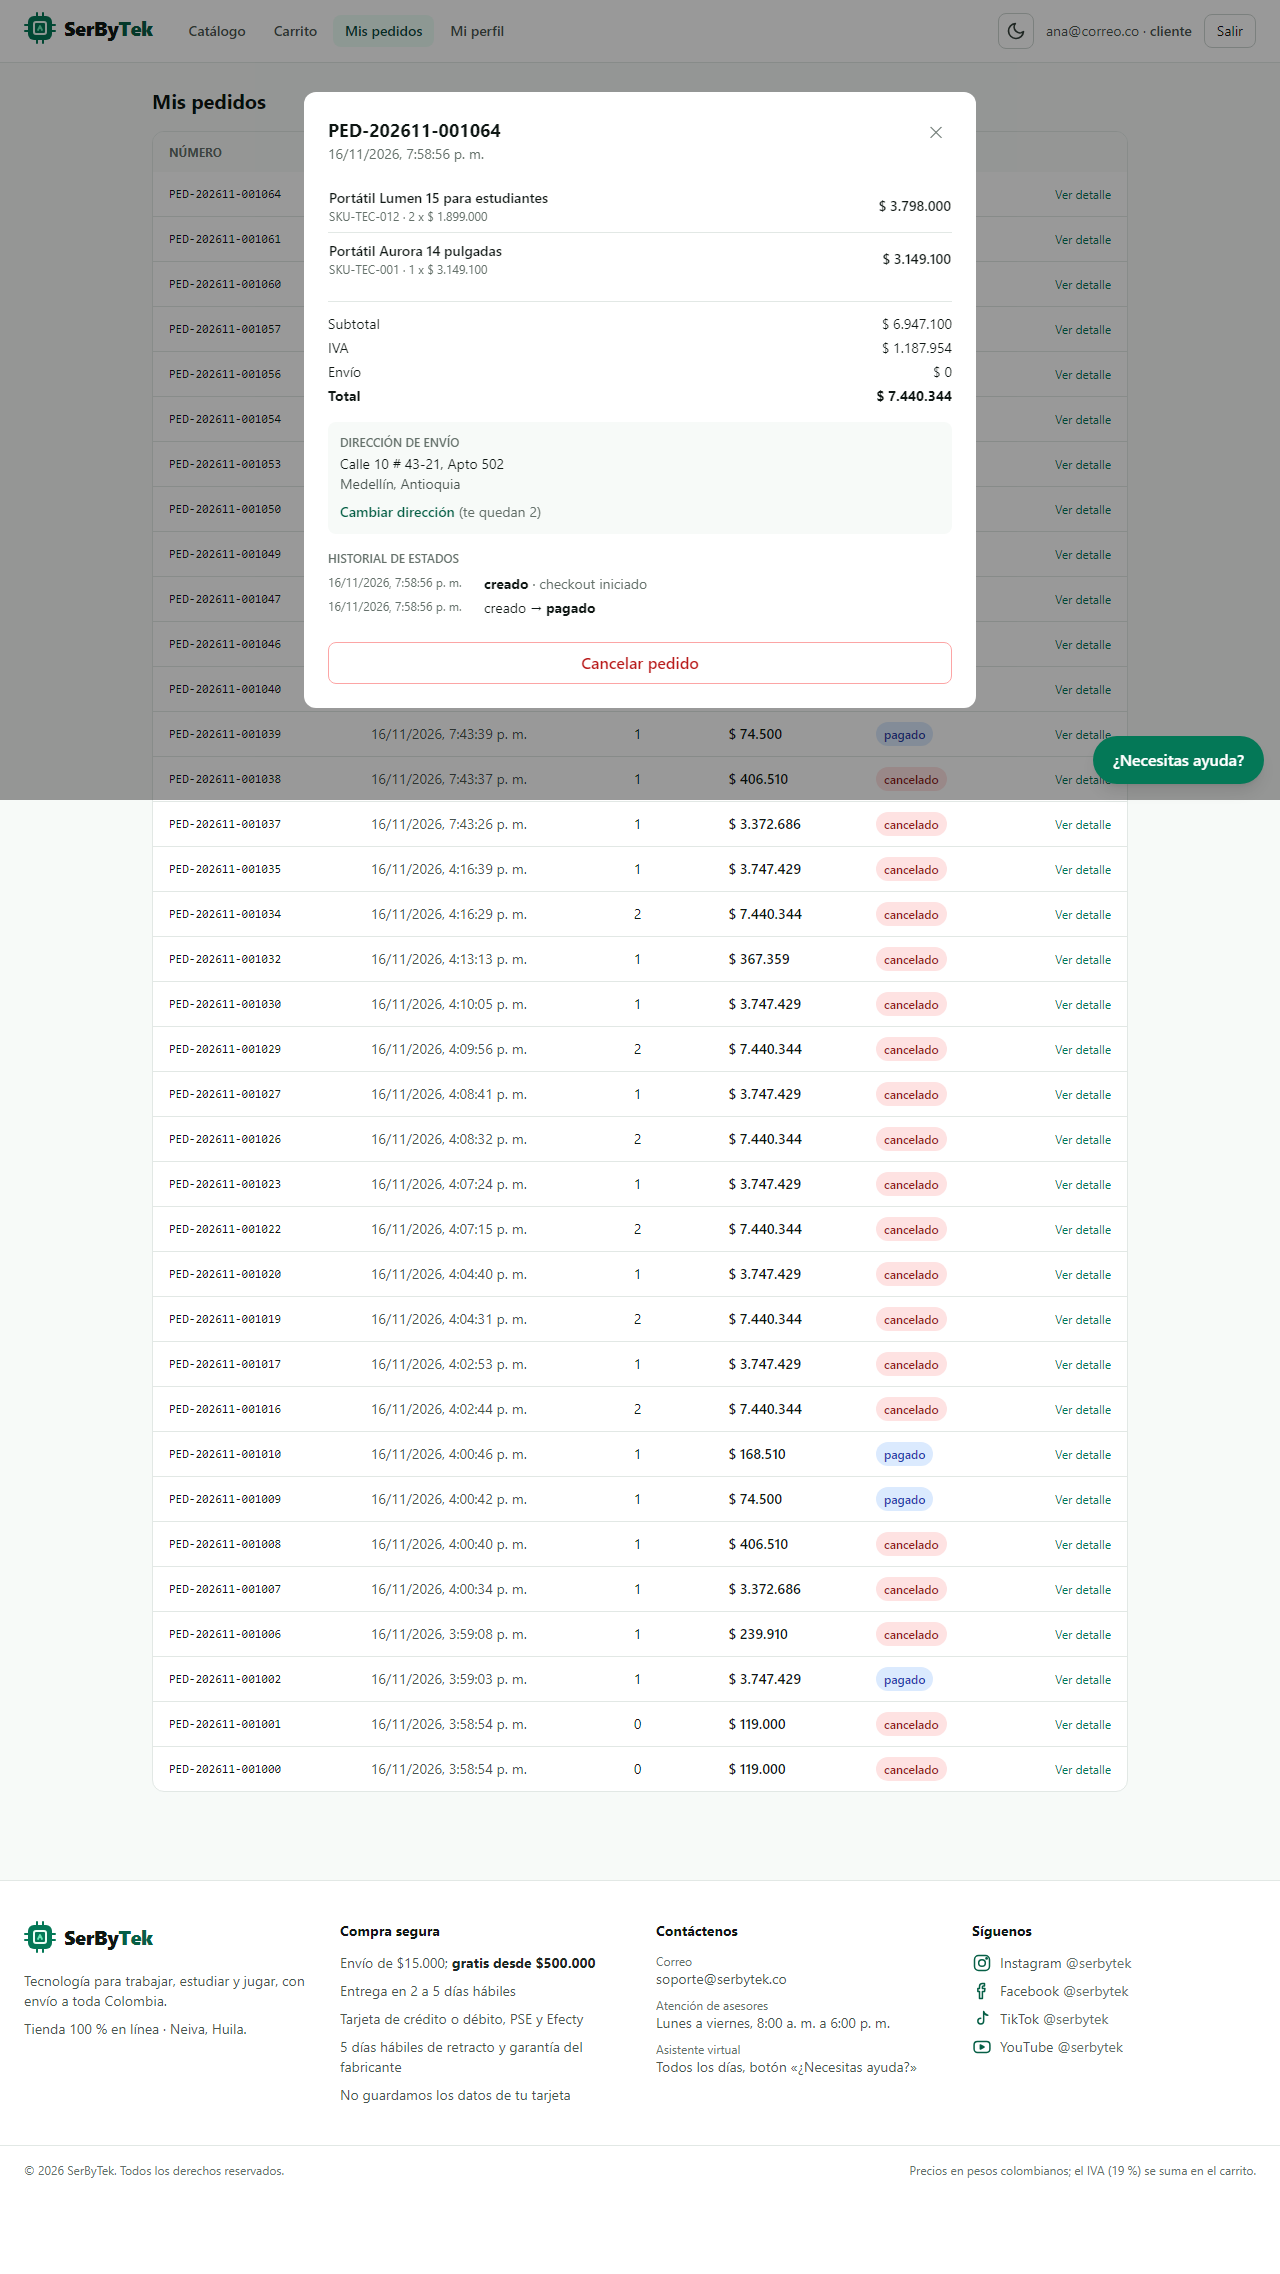 SerByTek Catálogo Carrito Mis pedidos Mi perfil ana@correo.co · cliente Salir
Mis pedidos
NÚMERO
PED-202611-001064 Ver detalle
PED-202611-001061 Ver detalle
PED-202611-001060 Ver detalle
PED-202611-001057 Ver detalle
PED-202611-001056 Ver detalle
PED-202611-001054 Ver detalle
PED-202611-001053 Ver detalle
PED-202611-001050 Ver detalle
PED-202611-001049 Ver detalle
PED-202611-001047 Ver detalle
PED-202611-001046 Ver detalle
PED-202611-001040 Ver detalle
PED-202611-001064
16/11/2026, 7:58:56 p. m.
Portátil Lumen 15 para estudiantes
SKU-TEC-012 · 2 x $ 1.899.000
$ 3.798.000
Portátil Aurora 14 pulgadas
SKU-TEC-001 · 1 x $ 3.149.100
$ 3.149.100
Subtotal $ 6.947.100
IVA $ 1.187.954
Envío $ 0
Total $ 7.440.344
DIRECCIÓN DE ENVÍO
Calle 10 # 43-21, Apto 502
Medellín, Antioquia
Cambiar dirección (te quedan 2)
HISTORIAL DE ESTADOS
16/11/2026, 7:58:56 p. m. creado · checkout iniciado
16/11/2026, 7:58:56 p. m. creado → pagado
Cancelar pedido
PED-202611-001039 16/11/2026, 7:43:39 p. m. 1 $ 74.500 pagado Ver detalle
¿Necesitas ayuda?
PED-202611-001038 16/11/2026, 7:43:37 p. m. 1 $ 406.510 cancelado Ver detalle
PED-202611-001037 16/11/2026, 7:43:26 p. m. 1 $ 3.372.686 cancelado Ver detalle
PED-202611-001035 16/11/2026, 4:16:39 p. m. 1 $ 3.747.429 cancelado Ver detalle
PED-202611-001034 16/11/2026, 4:16:29 p. m. 2 $ 7.440.344 cancelado Ver detalle
PED-202611-001032 16/11/2026, 4:13:13 p. m. 1 $ 367.359 cancelado Ver detalle
PED-202611-001030 16/11/2026, 4:10:05 p. m. 1 $ 3.747.429 cancelado Ver detalle
PED-202611-001029 16/11/2026, 4:09:56 p. m. 2 $ 7.440.344 cancelado Ver detalle
PED-202611-001027 16/11/2026, 4:08:41 p. m. 1 $ 3.747.429 cancelado Ver detalle
PED-202611-001026 16/11/2026, 4:08:32 p. m. 2 $ 7.440.344 cancelado Ver detalle
PED-202611-001023 16/11/2026, 4:07:24 p. m. 1 $ 3.747.429 cancelado Ver detalle
PED-202611-001022 16/11/2026, 4:07:15 p. m. 2 $ 7.440.344 cancelado Ver detalle
PED-202611-001020 16/11/2026, 4:04:40 p. m. 1 $ 3.747.429 cancelado Ver detalle
PED-202611-001019 16/11/2026, 4:04:31 p. m. 2 $ 7.440.344 cancelado Ver detalle
PED-202611-001017 16/11/2026, 4:02:53 p. m. 1 $ 3.747.429 cancelado Ver detalle
PED-202611-001016 16/11/2026, 4:02:44 p. m. 2 $ 7.440.344 cancelado Ver detalle
PED-202611-001010 16/11/2026, 4:00:46 p. m. 1 $ 168.510 pagado Ver detalle
PED-202611-001009 16/11/2026, 4:00:42 p. m. 1 $ 74.500 pagado Ver detalle
PED-202611-001008 16/11/2026, 4:00:40 p. m. 1 $ 406.510 cancelado Ver detalle
PED-202611-001007 16/11/2026, 4:00:34 p. m. 1 $ 3.372.686 cancelado Ver detalle
PED-202611-001006 16/11/2026, 3:59:08 p. m. 1 $ 239.910 cancelado Ver detalle
PED-202611-001002 16/11/2026, 3:59:03 p. m. 1 $ 3.747.429 pagado Ver detalle
PED-202611-001001 16/11/2026, 3:58:54 p. m. 0 $ 119.000 cancelado Ver detalle
PED-202611-001000 16/11/2026, 3:58:54 p. m. 0 $ 119.000 cancelado Ver detalle
SerByTek
Tecnología para trabajar, estudiar y jugar, con
envío a toda Colombia.
Tienda 100 % en línea · Neiva, Huila.
Compra segura
Envío de $15.000; gratis desde $500.000
Entrega en 2 a 5 días hábiles
Tarjeta de crédito o débito, PSE y Efecty
5 días hábiles de retracto y garantía del
fabricante
No guardamos los datos de tu tarjeta
Contáctenos
Correo
soporte@serbytek.co
Atención de asesores
Lunes a viernes, 8:00 a. m. a 6:00 p. m.
Asistente virtual
Todos los días, botón «¿Necesitas ayuda?»
Síguenos
Instagram @serbytek
Facebook @serbytek
TikTok @serbytek
YouTube @serbytek
© 2026 SerByTek. Todos los derechos reservados.
Precios en pesos colombianos; el IVA (19 %) se suma en el carrito.